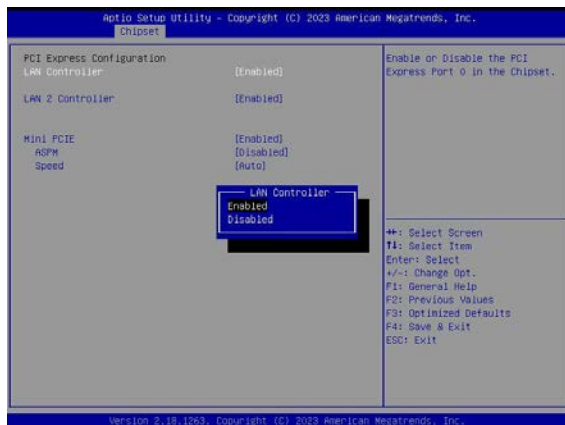 Aptio Setup Utility - Copyright (C) 2023 American Megatrends, Inc.
Chipset
PCI Express Configuration
LAN Controller [Enabled]
LAN 2 Controller [Enabled]
Mini PCIE [Enabled]
ASPM [Disabled]
Speed [Auto]
LAN Controller
Enabled
Disabled
Enable or Disable the PCI
Express Port 0 in the Chipset.
→←: Select Screen
↑↓: Select Item
Enter: Select
+/-: Change Opt.
F1: General Help
F2: Previous Values
F3: Optimized Defaults
F4: Save & Exit
ESC: Exit
Version 2.18.1263. Copyright (C) 2023 American Megatrends, Inc.